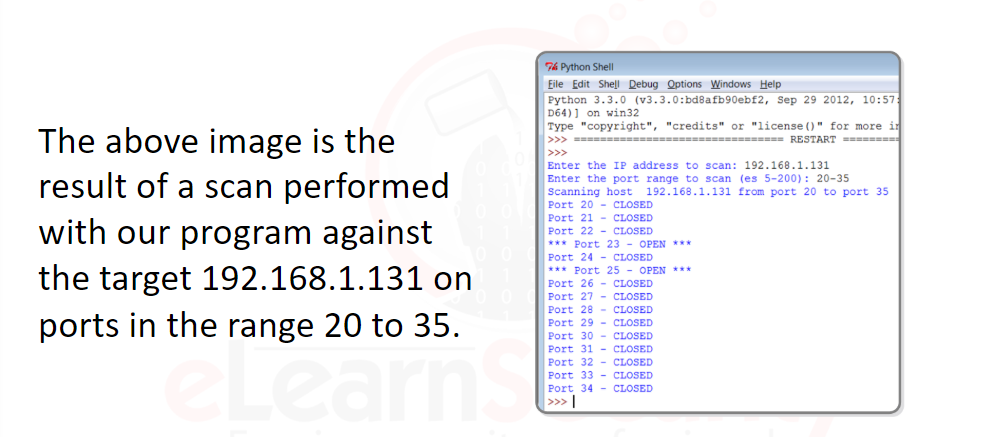 The above image is the
result of a scan performed
with our program against
the target 192.168.1.131 on
ports in the range 20 to 35.
Python Shell
File Edit Shell Debug Options Windows Help
Python 3.3.0 (v3.3.0:bd8afb90ebf2, Sep 29 2012, 10:57:
D64)] on win32
Type "copyright", "credits" or "license()" for more in
>>> ================================ RESTART ========
>>>
Enter the IP address to scan: 192.168.1.131
Enter the port range to scan (es 5-200): 20-35
Scanning host  192.168.1.131 from port 20 to port 35
Port 20 - CLOSED
Port 21 - CLOSED
Port 22 - CLOSED
*** Port 23 - OPEN ***
Port 24 - CLOSED
*** Port 25 - OPEN ***
Port 26 - CLOSED
Port 27 - CLOSED
Port 28 - CLOSED
Port 29 - CLOSED
Port 30 - CLOSED
Port 31 - CLOSED
Port 32 - CLOSED
Port 33 - CLOSED
Port 34 - CLOSED
>>>
eLearnS